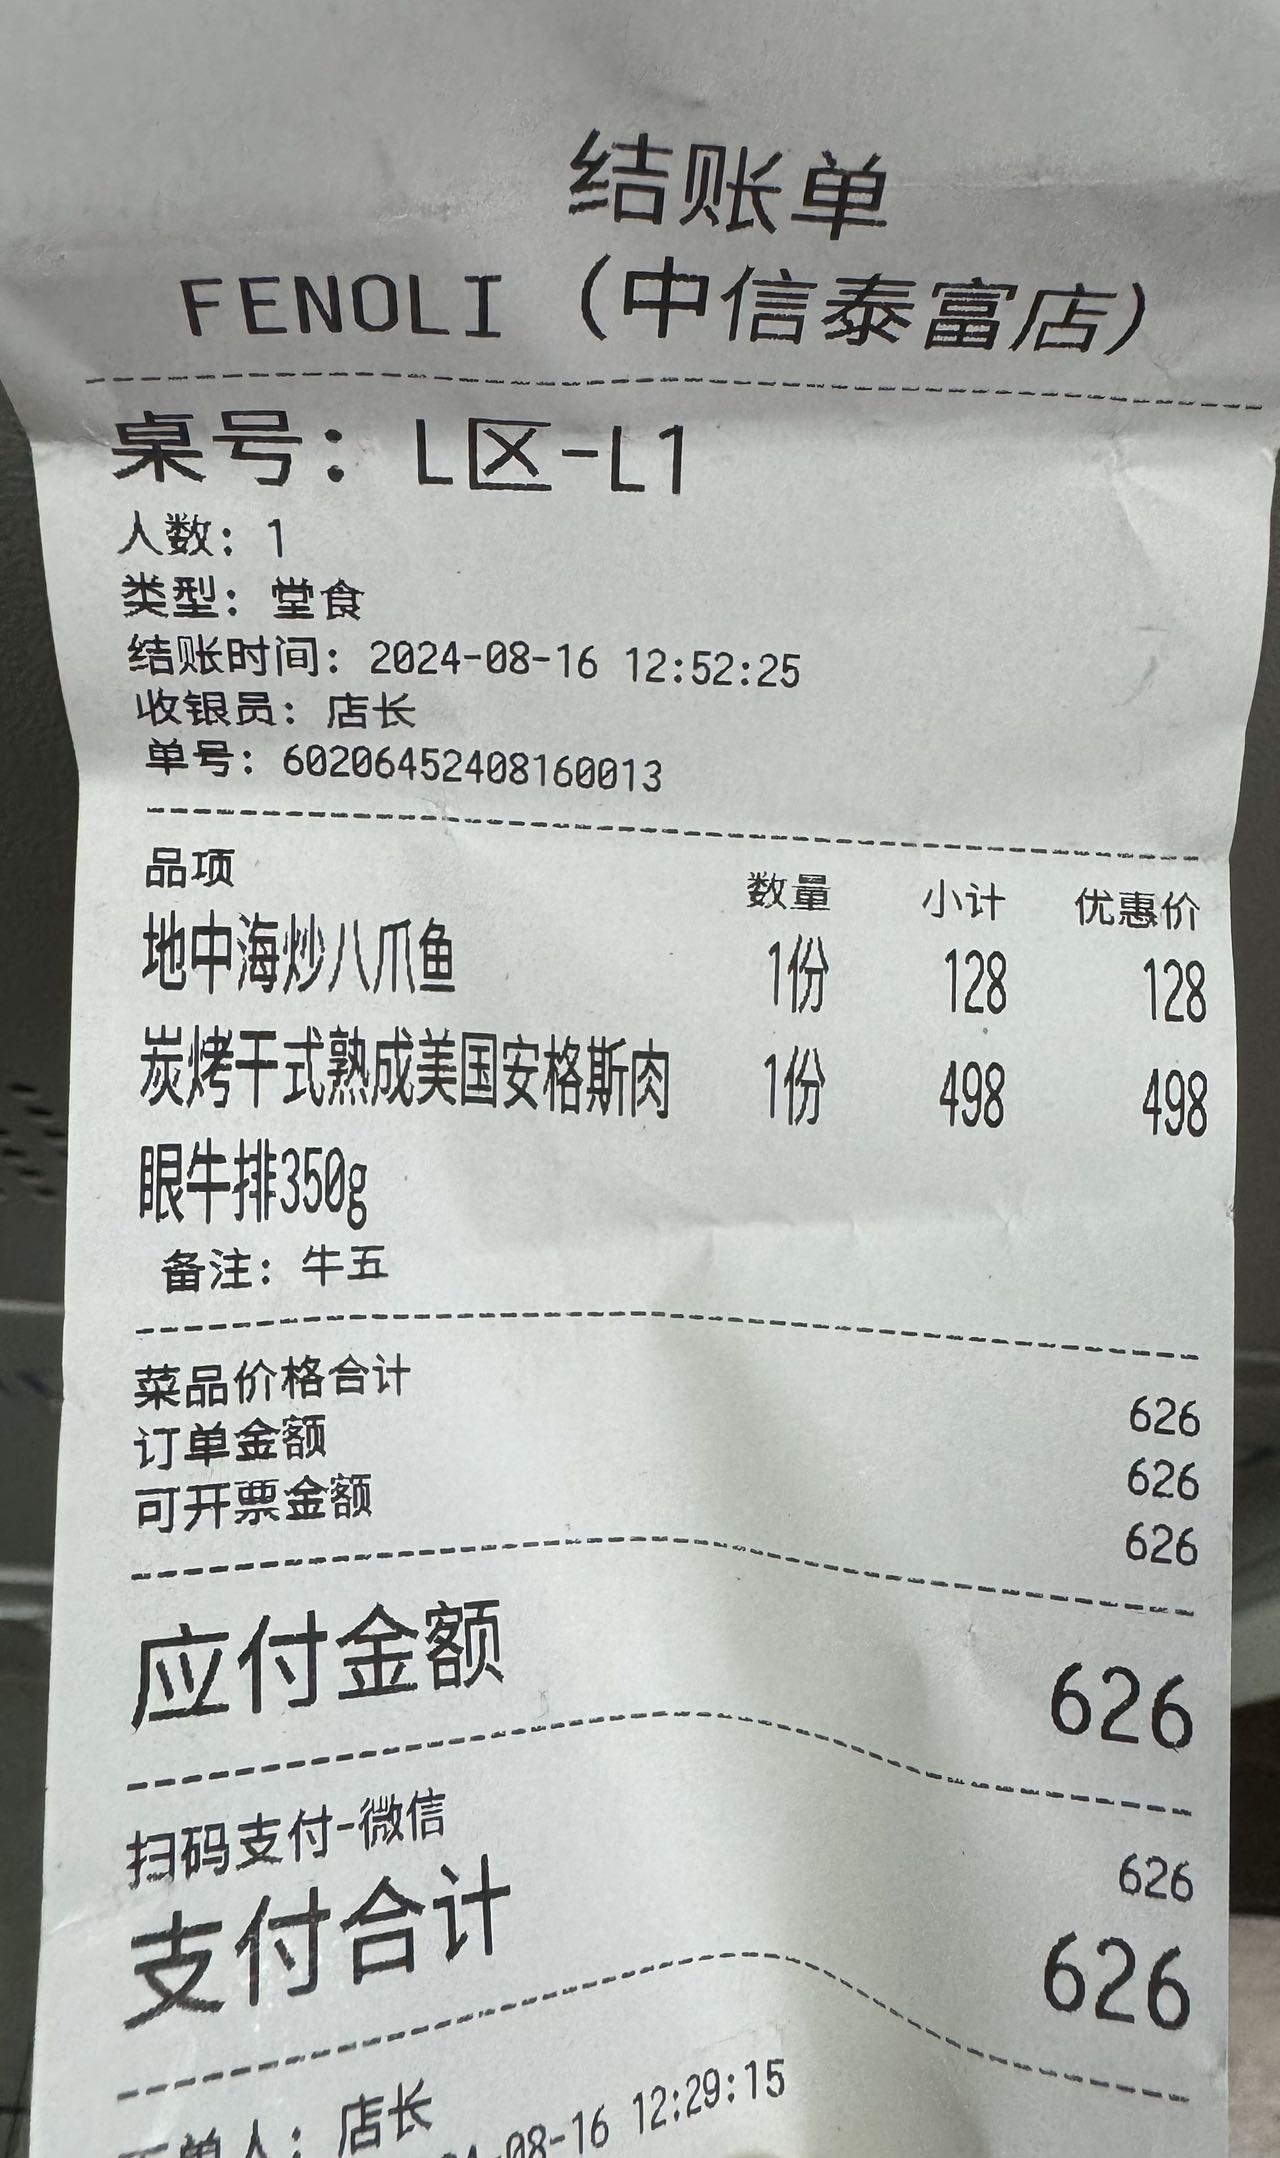 结账单
FENOLI（中信泰富店）
桌号：L区-L1
人数：1
类型：堂食
结账时间：2024-08-16 12:52:25
收银员：店长
单号：60206452408160013
品项 数量 小计 优惠价
地中海炒八爪鱼 1份 128 128
炭烤干式熟成美国安格斯肉 1份 498 498
眼牛排350g
备注：牛五
菜品价格合计 626
订单金额 626
可开票金额 626
应付金额 626
扫码支付-微信 626
支付合计 626
单人：店长
08-16 12:29:15